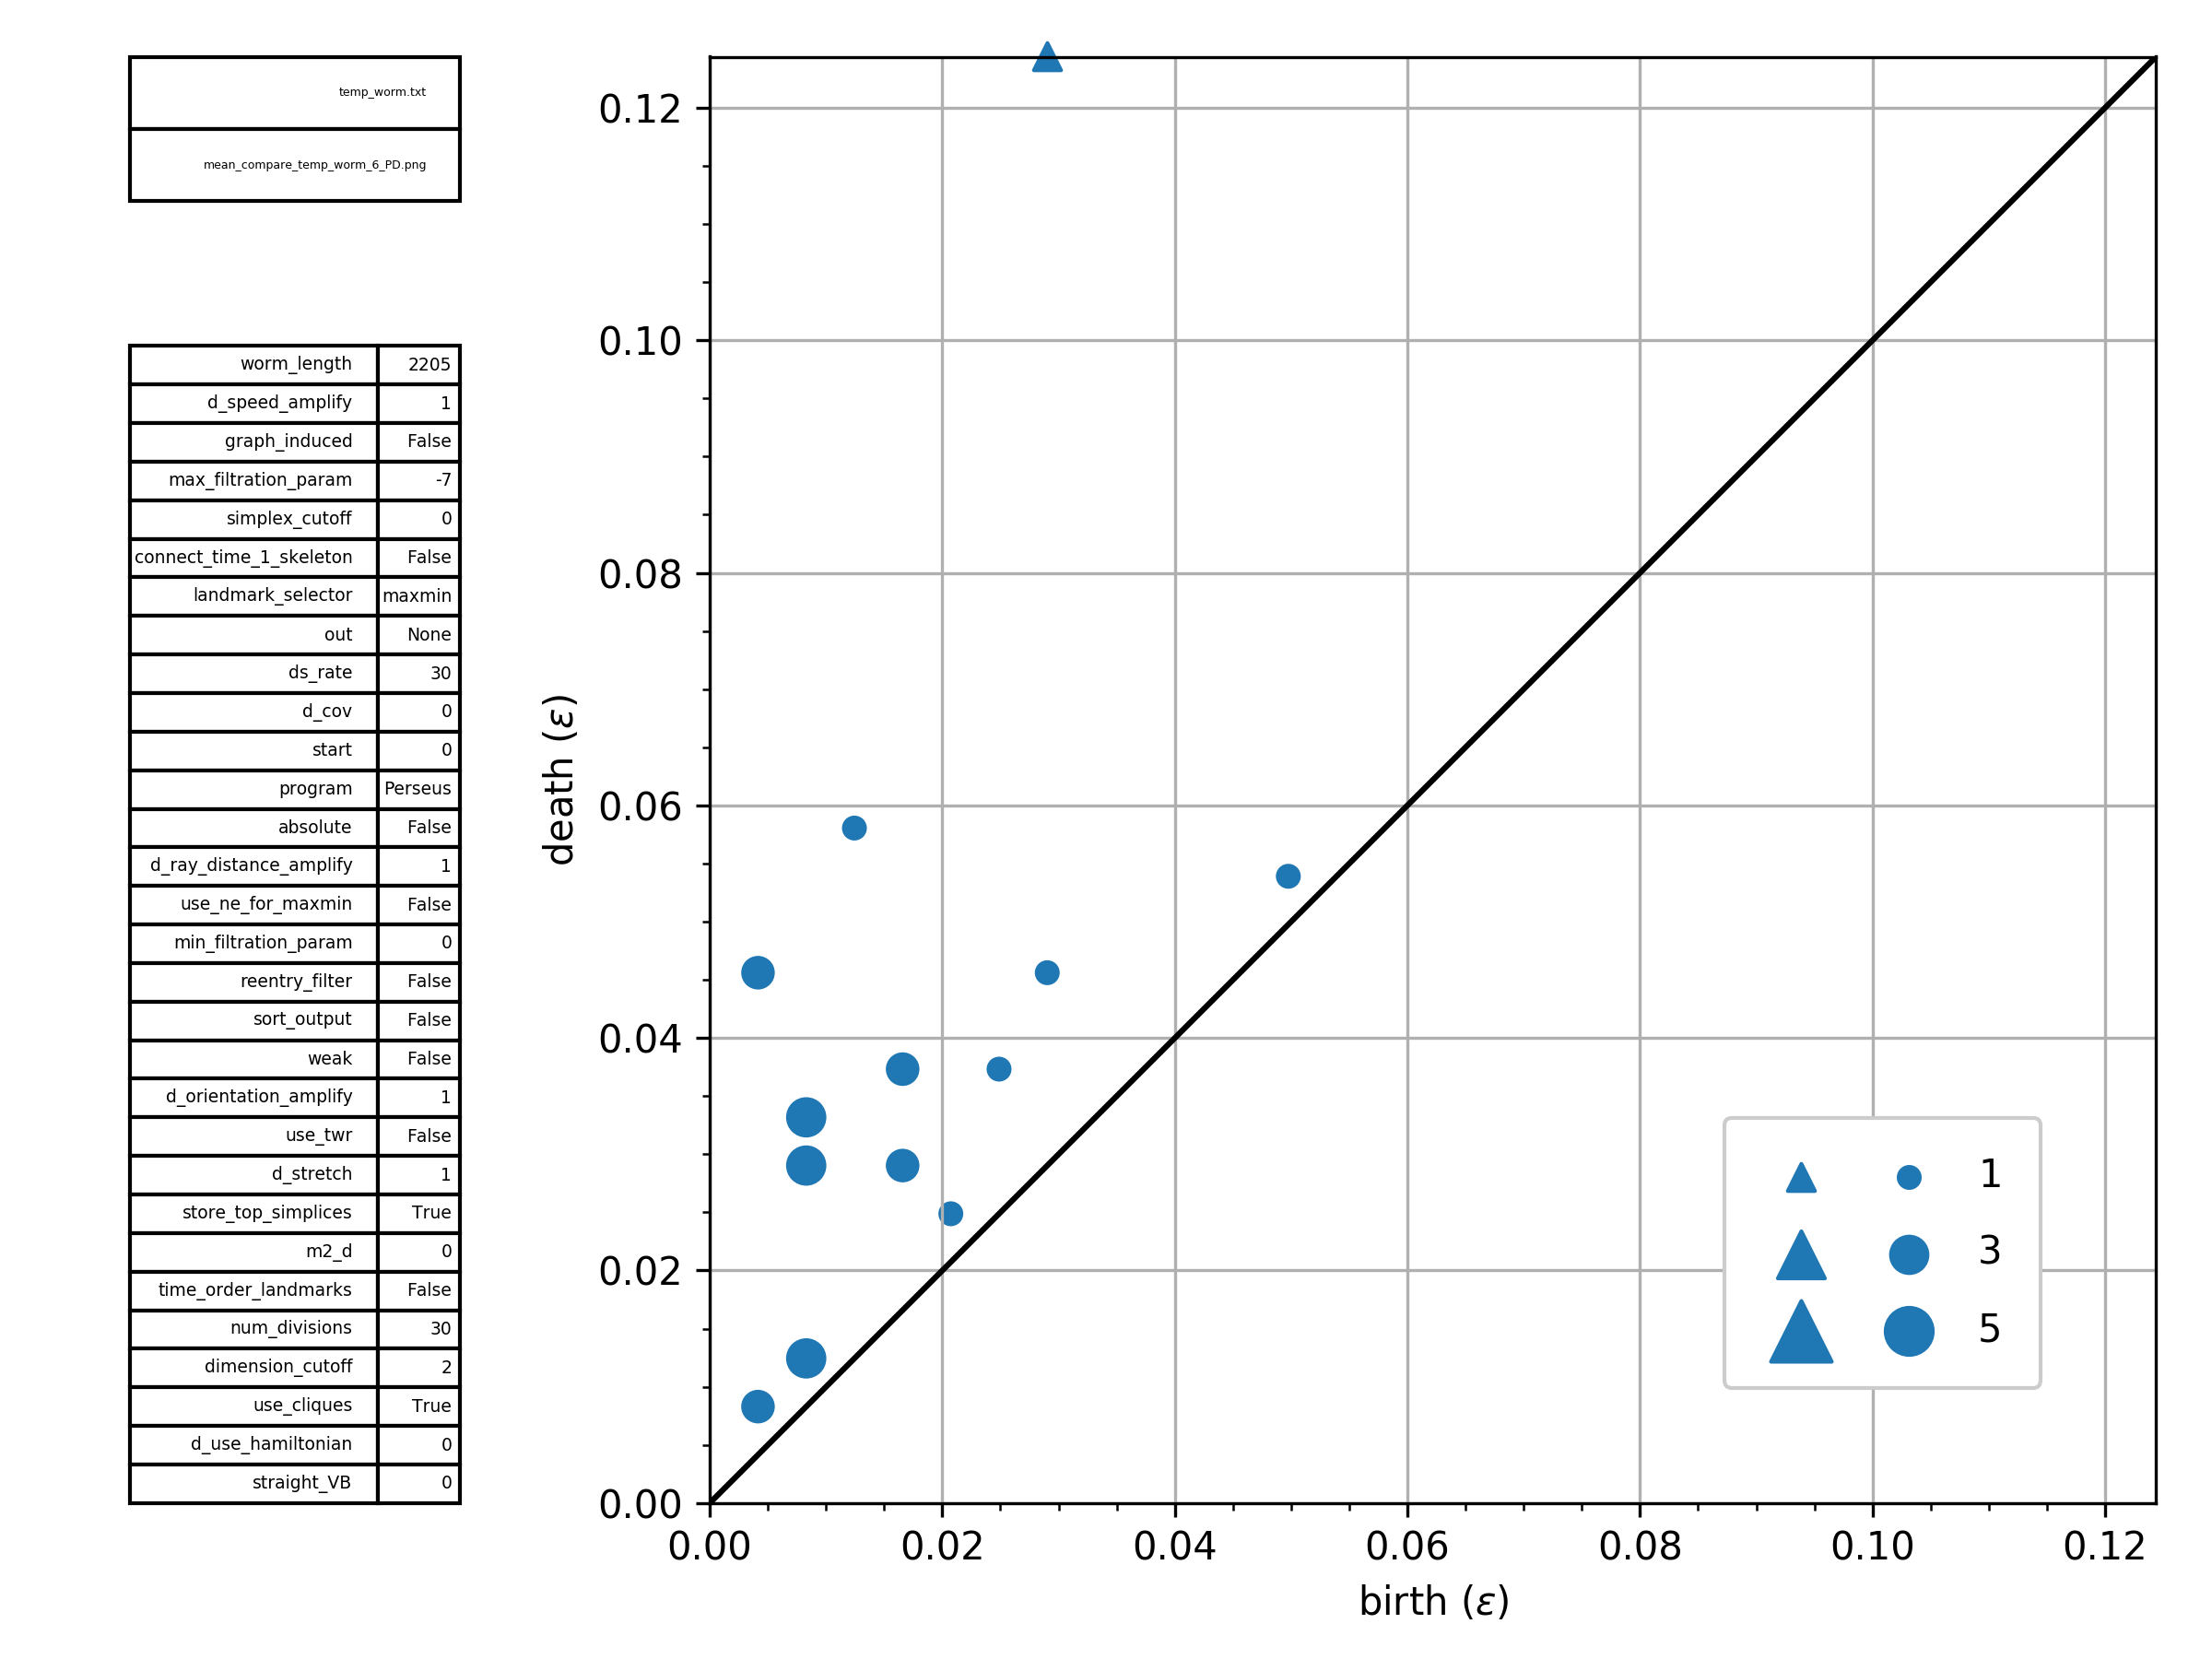 temp_worm.txt
mean_compare_temp_worm_6_PD.png
worm_length 2205
d_speed_amplify 1
graph_induced False
max_filtration_param -7
simplex_cutoff 0
connect_time_1_skeleton False
landmark_selector maxmin
out None
ds_rate 30
d_cov 0
start 0
program Perseus
absolute False
d_ray_distance_amplify 1
use_ne_for_maxmin False
min_filtration_param 0
reentry_filter False
sort_output False
weak False
d_orientation_amplify 1
use_twr False
d_stretch 1
store_top_simplices True
m2_d 0
time_order_landmarks False
num_divisions 30
dimension_cutoff 2
use_cliques True
d_use_hamiltonian 0
straight_VB 0
death (ε)
0.12
0.10
0.08
0.06
0.04
0.02
0.00
0.00 0.02 0.04 0.06 0.08 0.10 0.12
birth (ε)
1
3
5